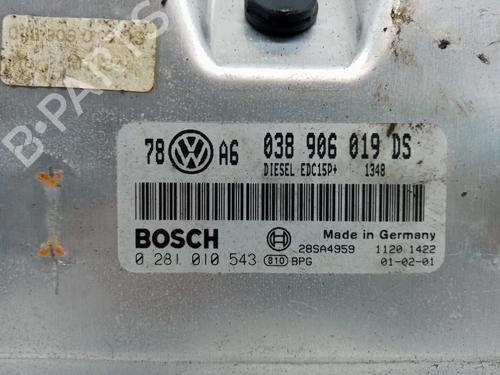 B-PARTS
78 VW A6 038 906 019 DS
DIESEL EDC15P+ 1348
BOSCH
Made in Germany
28SA4959 1120 1422
0 281 010 543 810 BPG 01-02-01